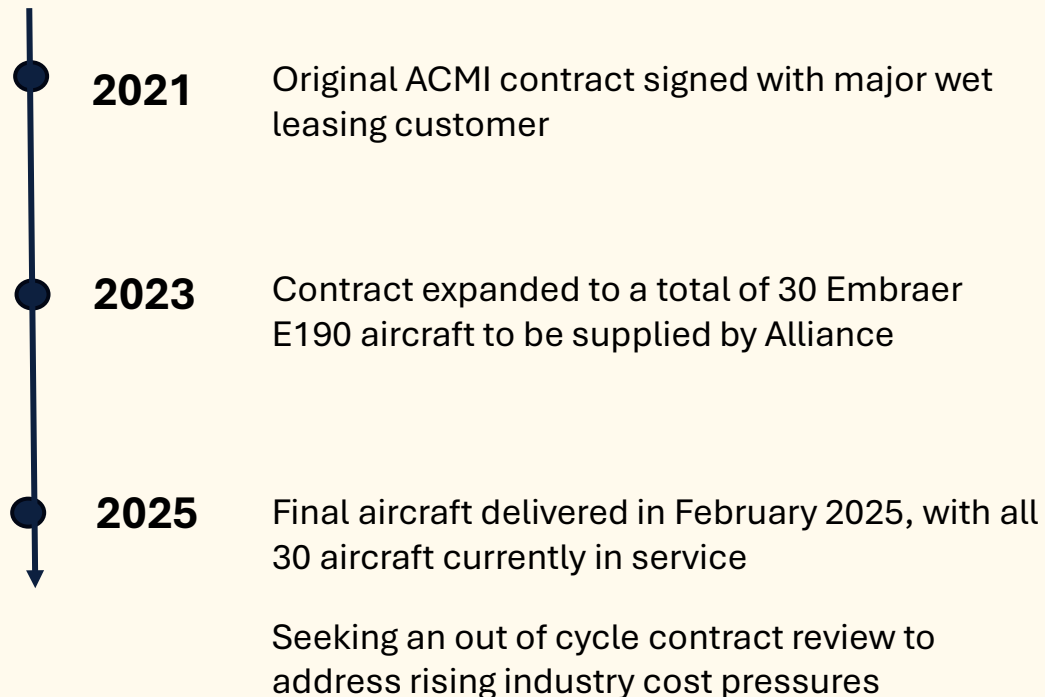 2021
Original ACMI contract signed with major wet
leasing customer
2023
Contract expanded to a total of 30 Embraer
E190 aircraft to be supplied by Alliance
2025
Final aircraft delivered in February 2025, with all
30 aircraft currently in service
Seeking an out of cycle contract review to
address rising industry cost pressures